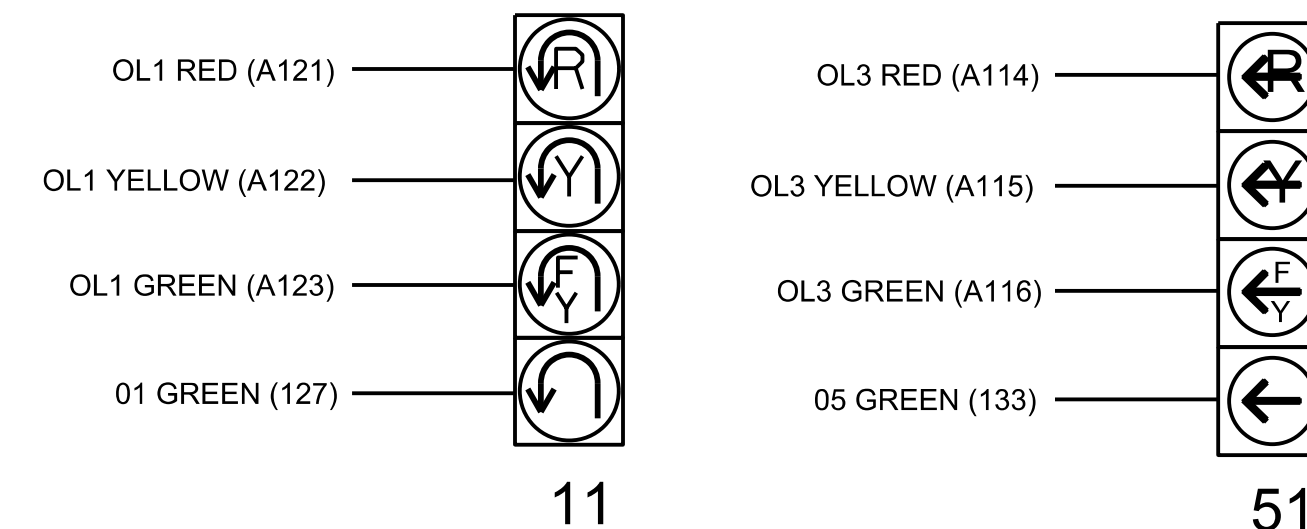 OL1 RED (A121)
R
OL1 YELLOW (A122)
Y
OL1 GREEN (A123)
F
Y
01 GREEN (127)
11
OL3 RED (A114)
R
OL3 YELLOW (A115)
Y
OL3 GREEN (A116)
F
Y
05 GREEN (133)
51